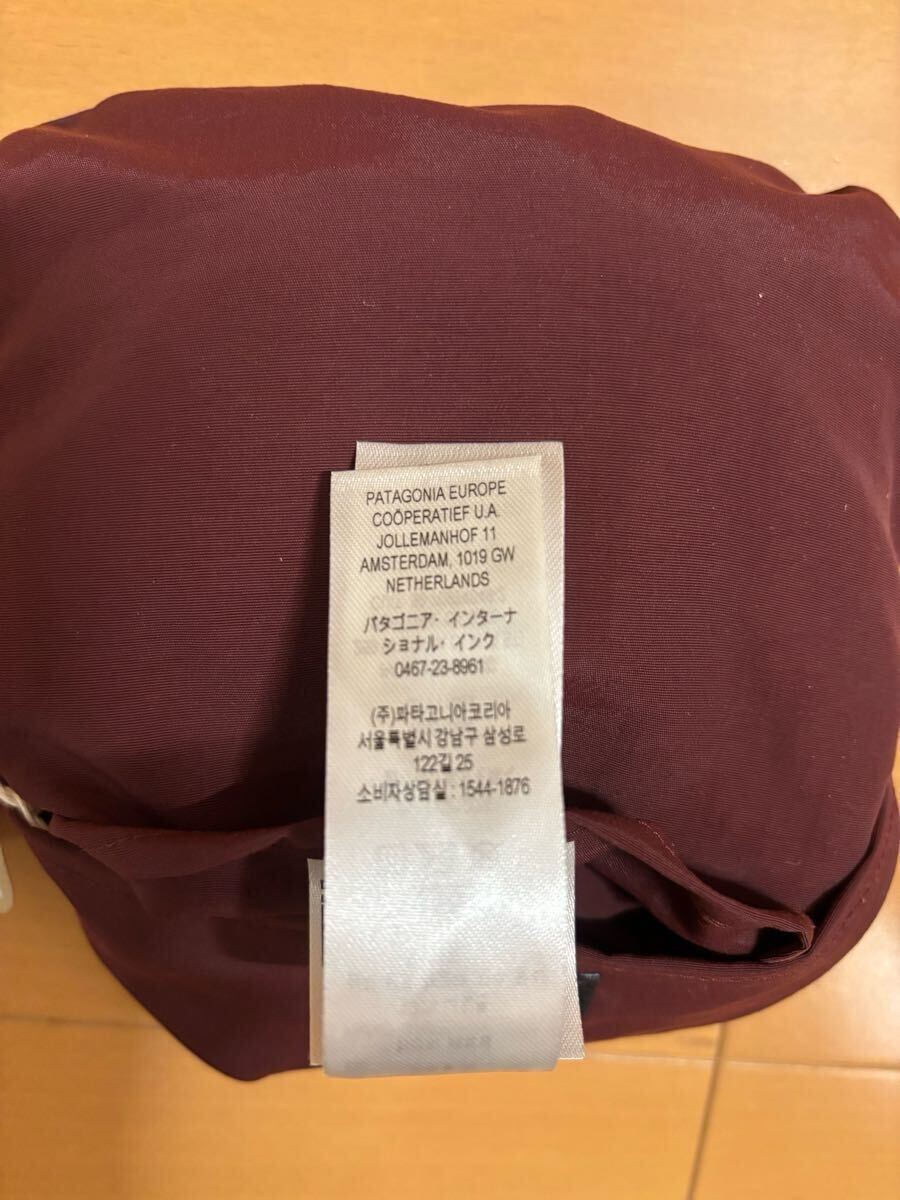 PATAGONIA EUROPE
COÖPERATIEF U.A.
JOLLEMANHOF 11
AMSTERDAM, 1019 GW
NETHERLANDS
パタゴニア・インターナ
ショナル・インク
0467-23-8961
(주)파타고니아코리아
서울특별시 강남구 삼성로
122길 25
소비자상담실 : 1544-1876